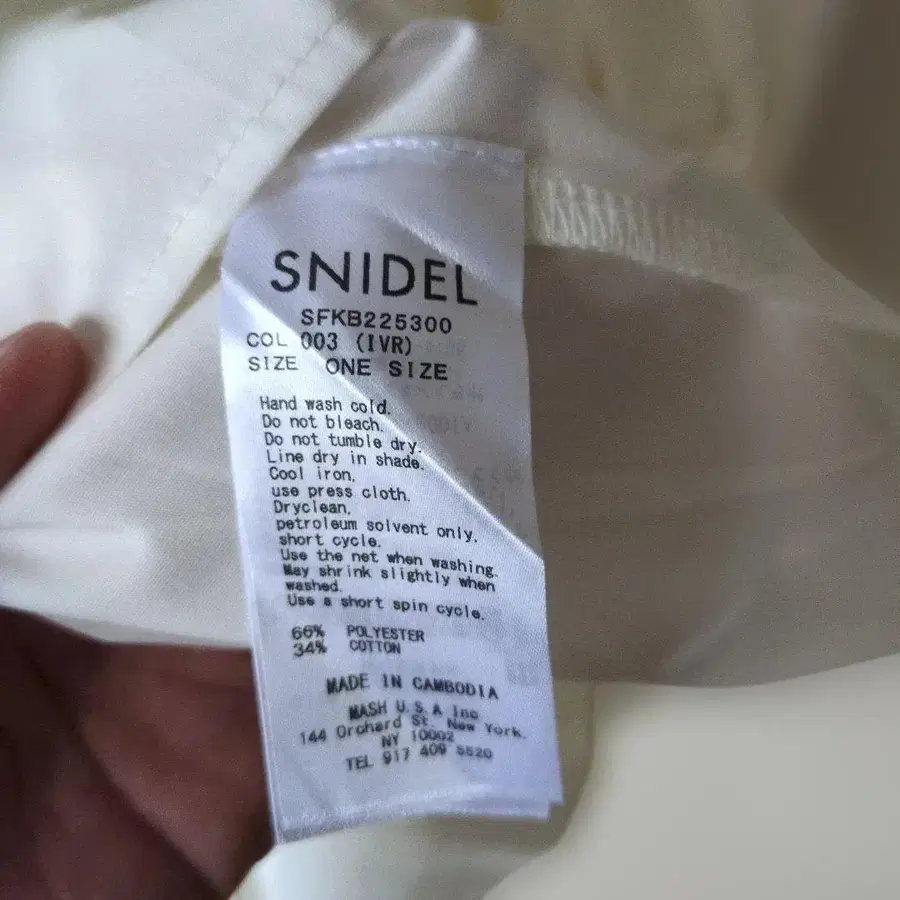 SNIDEL
SFKB225300
COL 003 (IVR)
SIZE ONE SIZE
Hand wash cold.
Do not bleach.
Do not tumble dry.
Line dry in shade.
Cool iron.
use press cloth.
Dryclean.
petroleum solvent only.
short cycle.
Use the net when washing.
May shrink slightly when
washed.
Use a short spin cycle.
66% POLYESTER
34% COTTON
MADE IN CAMBODIA
MASH U.S.A Inc
144 Orchard St. New York.
NY 10002
TEL 917 409 5520